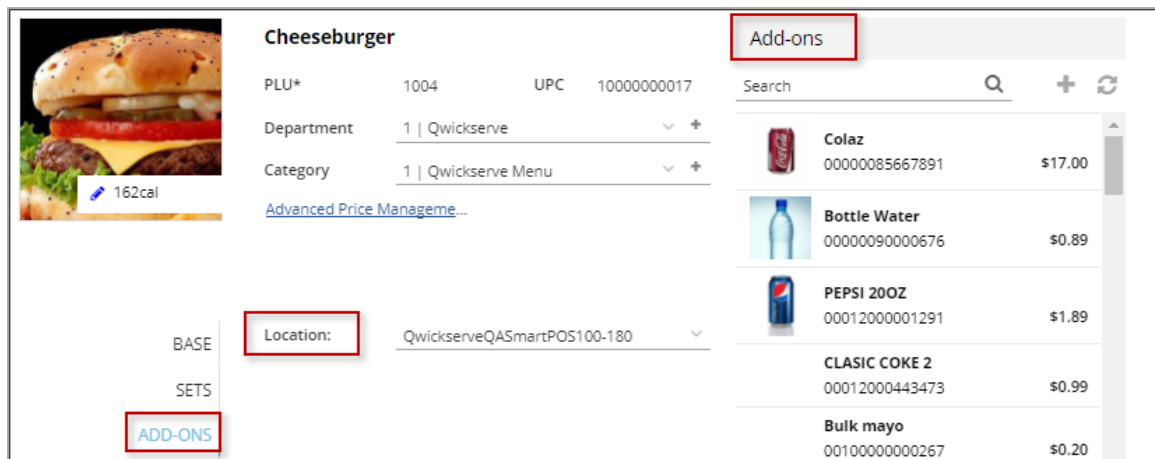 Cheeseburger
PLU* 1004 UPC 10000000017
Department 1 | Qwickserve
Category 1 | Qwickserve Menu
162cal
Advanced Price Manageme...
Location: QwickserveQASmartPOS100-180
BASE
SETS
ADD-ONS
Add-ons
Search
Colaz
00000085667891 $17.00
Bottle Water
00000090000676 $0.89
PEPSI 20OZ
00012000001291 $1.89
CLASIC COKE 2
00012000443473 $0.99
Bulk mayo
00100000000267 $0.20